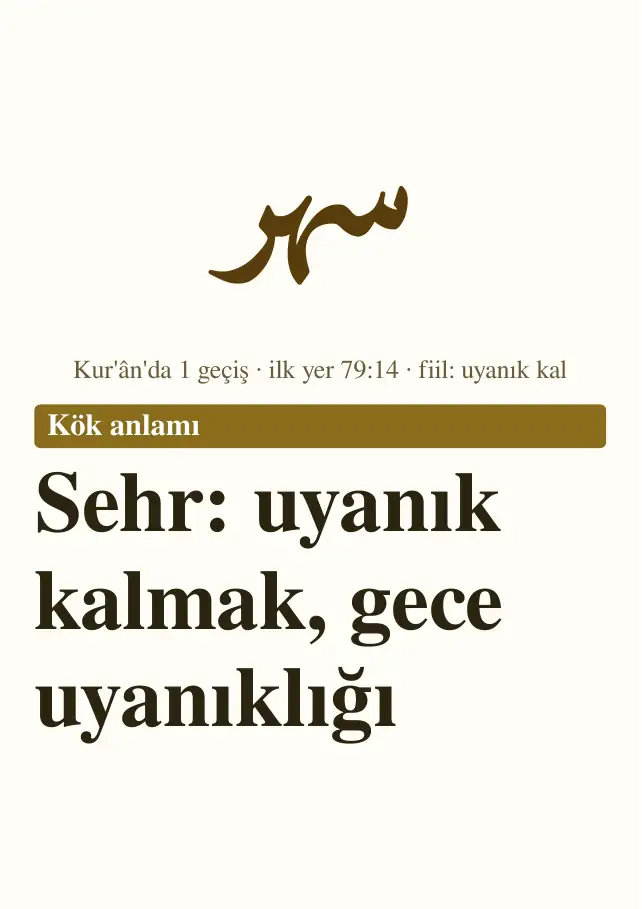 سهر
Kur'ân'da 1 geçiş · ilk yer 79:14 · fiil: uyanık kal
Kök anlamı
Sehr: uyanık
kalmak, gece
uyanıklığı